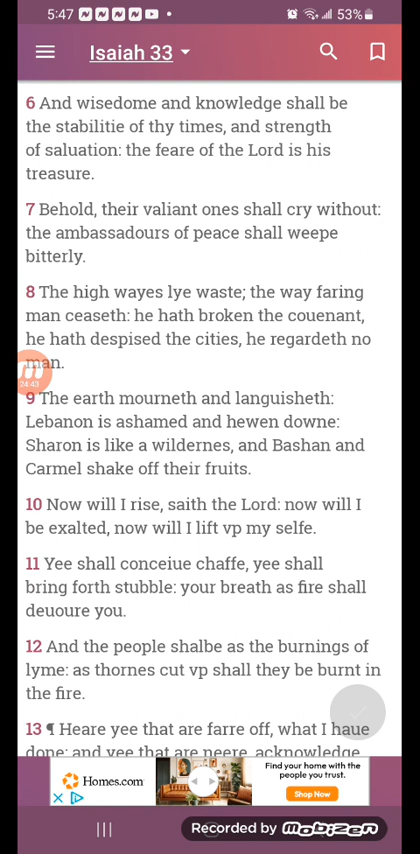 5:47
53%
Isaiah 33
6 And wisedome and knowledge shall be
the stabilitie of thy times, and strength
of saluation: the feare of the Lord is his
treasure.
7 Behold, their valiant ones shall cry without:
the ambassadours of peace shall weepe
bitterly.
8 The high wayes lye waste; the way faring
man ceaseth: he hath broken the couenant,
he hath despised the cities, he regardeth no
man.
24:43
9 The earth mourneth and languisheth:
Lebanon is ashamed and hewen downe:
Sharon is like a wildernes, and Bashan and
Carmel shake off their fruits.
10 Now will I rise, saith the Lord: now will I
be exalted, now will I lift vp my selfe.
11 Yee shall conceiue chaffe, yee shall
bring forth stubble: your breath as fire shall
deuoure you.
12 And the people shalbe as the burnings of
lyme: as thornes cut vp shall they be burnt in
the fire.
13 ¶ Heare yee that are farre off, what I haue
done; and yee that are neere, acknowledge
Homes.com
Find your home with the
people you trust.
Shop Now
Recorded by mobizen